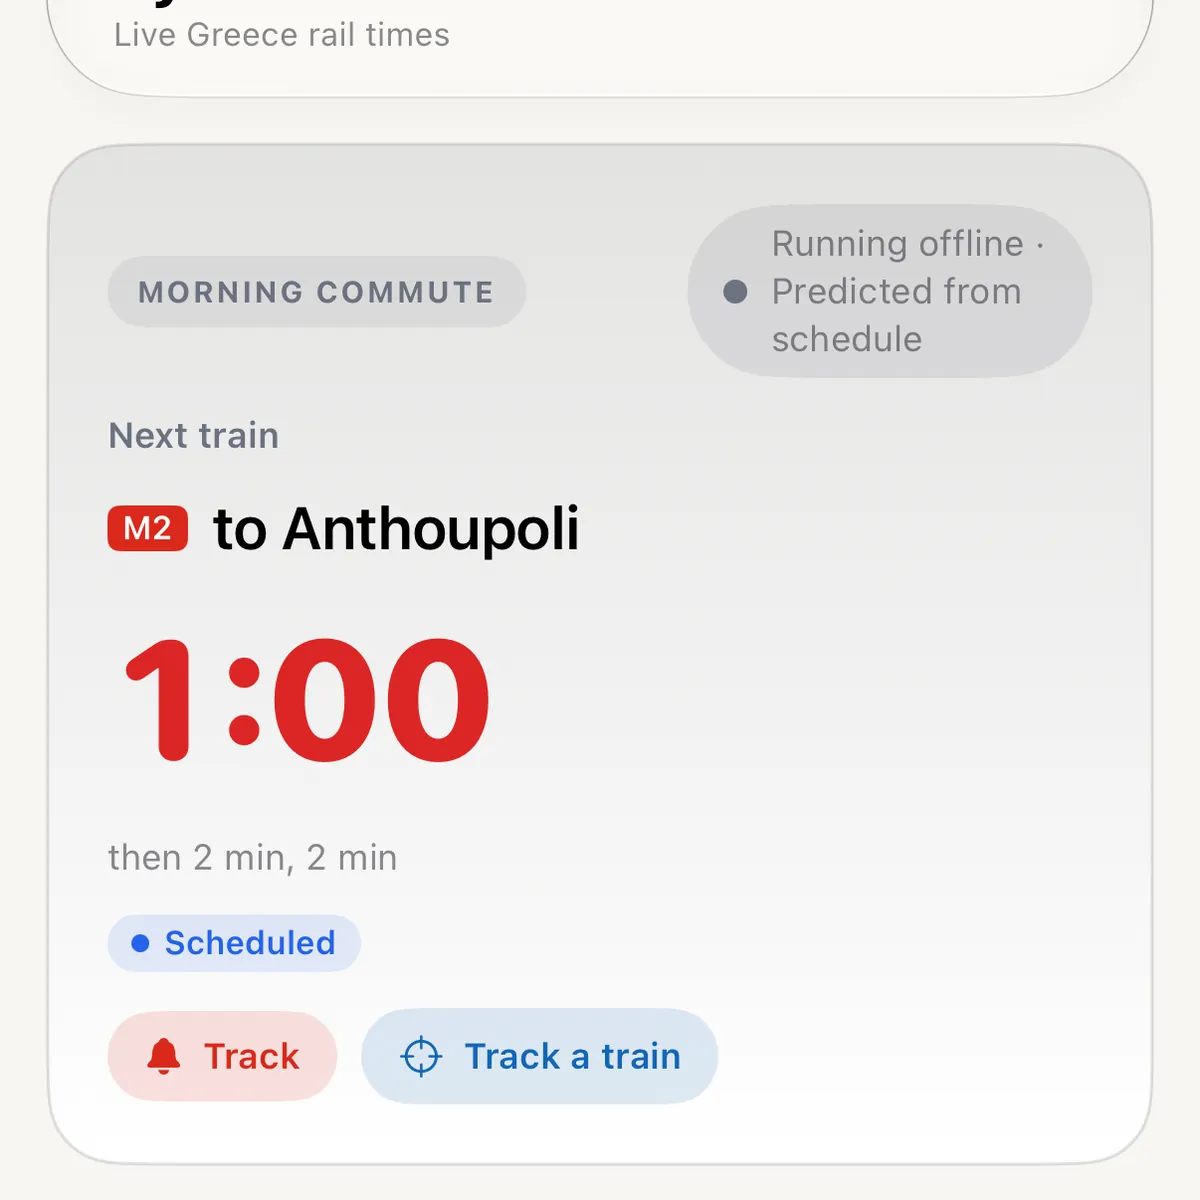 Live Greece rail times
MORNING COMMUTE
Running offline ·
Predicted from
schedule
Next train
M2 to Anthoupoli
1:00
then 2 min, 2 min
Scheduled
Track
Track a train